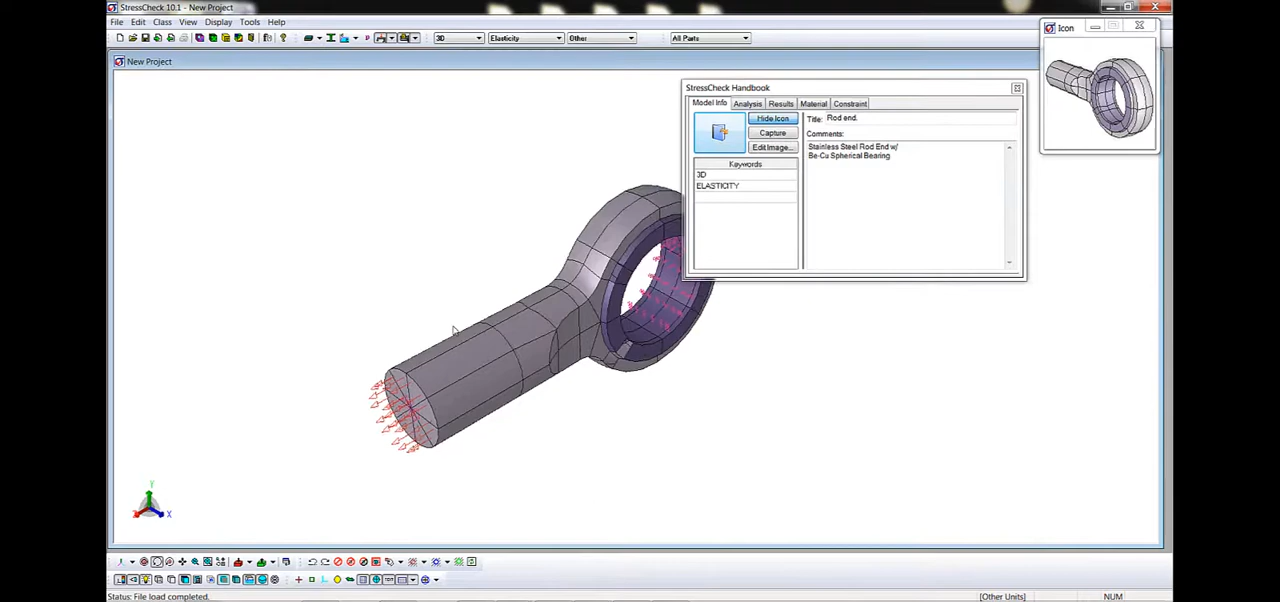 StressCheck 10.1 - New Project
File Edit Class View Display Tools Help
3D Elasticity Other All Parts
New Project
Icon
StressCheck Handbook
Model Info Analysis Results Material Constraint
Hide Icon
Capture
Edit Image...
Title: Rod end.
Comments:
Stainless Steel Rod End w/
Be-Cu Spherical Bearing
Keywords
3D
ELASTICITY
Y
X
Status: File load completed.
[Other Units] NUM